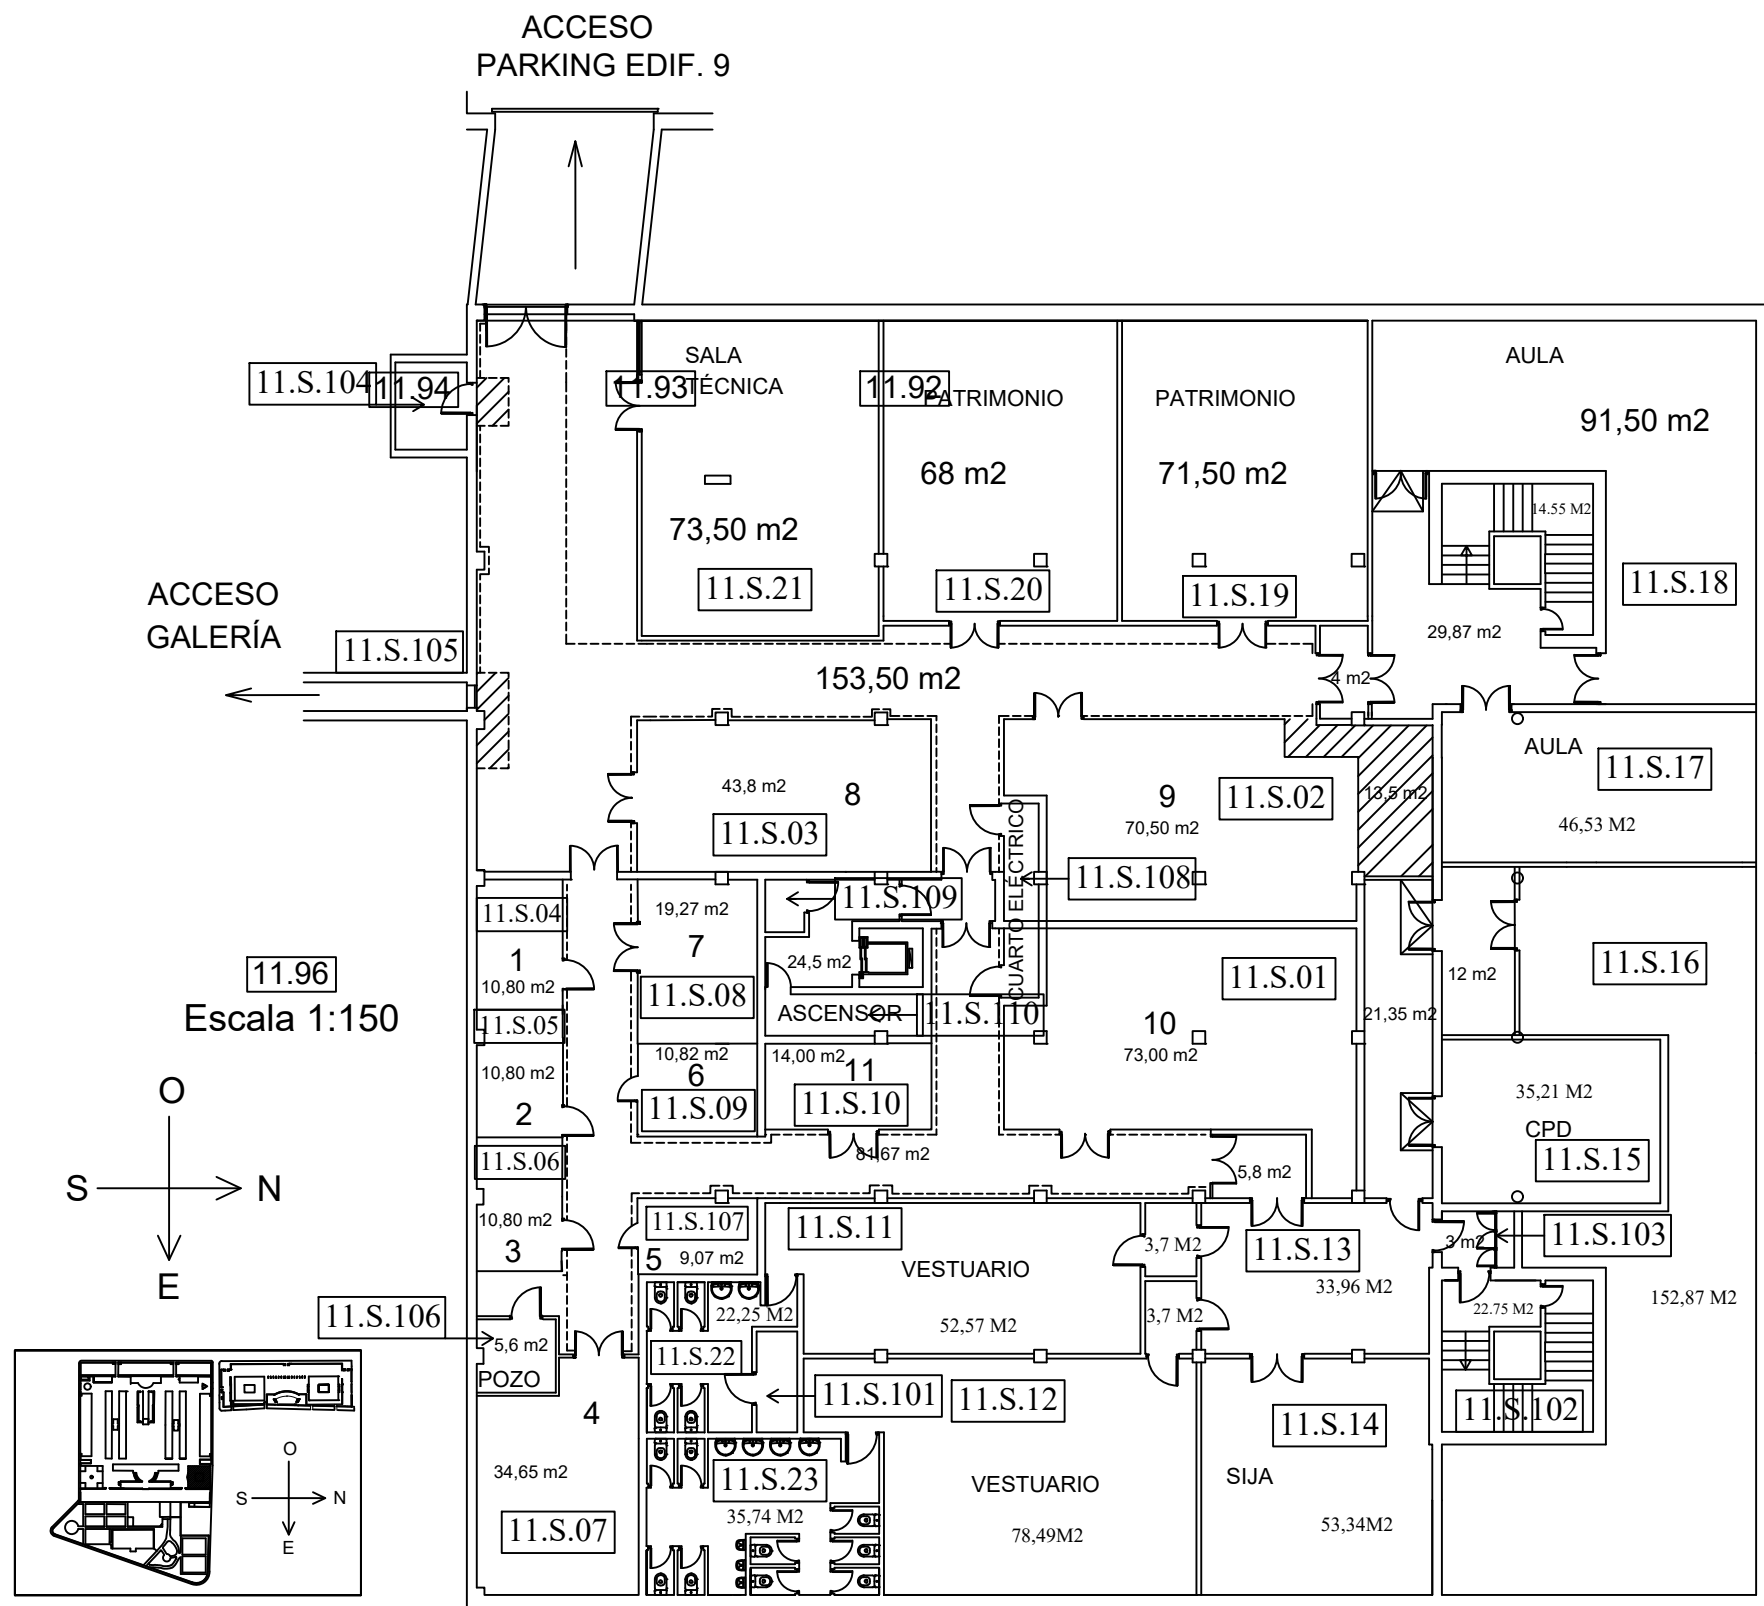 ACCESO
PARKING EDIF. 9
11.S.104
11.94
11.93
SALA
TÉCNICA
11.92
PATRIMONIO
PATRIMONIO
AULA
91,50 m2
68 m2
71,50 m2
73,50 m2
14.55 M2
11.S.21
11.S.20
11.S.19
11.S.18
ACCESO
GALERÍA
11.S.105
29,87 m2
153,50 m2
4 m2
AULA
11.S.17
43,8 m2
8
9
11.S.02
13,5 m2
11.S.03
70,50 m2
46,53 M2
CUARTO ELECTRICO
11.S.108
11.S.109
11.S.04
19,27 m2
7
1
10,80 m2
24,5 m2
11.S.08
11.S.01
12 m2
11.S.16
11.96
Escala 1:150
11.S.05
ASCENSOR
11.S.110
21,35 m2
10
73,00 m2
10,82 m2
6
14,00 m2
11
10,80 m2
2
11.S.09
11.S.10
35,21 M2
CPD
11.S.15
O
S
N
E
11.S.06
81,67 m2
5,8 m2
10,80 m2
3
11.S.107
5
9,07 m2
11.S.11
3,7 M2
11.S.13
3 m2
11.S.103
VESTUARIO
33,96 M2
152,87 M2
11.S.106
22,25 M2
52,57 M2
3,7 M2
22.75 M2
5,6 m2
POZO
11.S.22
11.S.101
11.S.12
11.S.14
11.S.102
4
34,65 m2
11.S.23
VESTUARIO
SIJA
11.S.07
35,74 M2
78,49M2
53,34M2
O
S
N
E